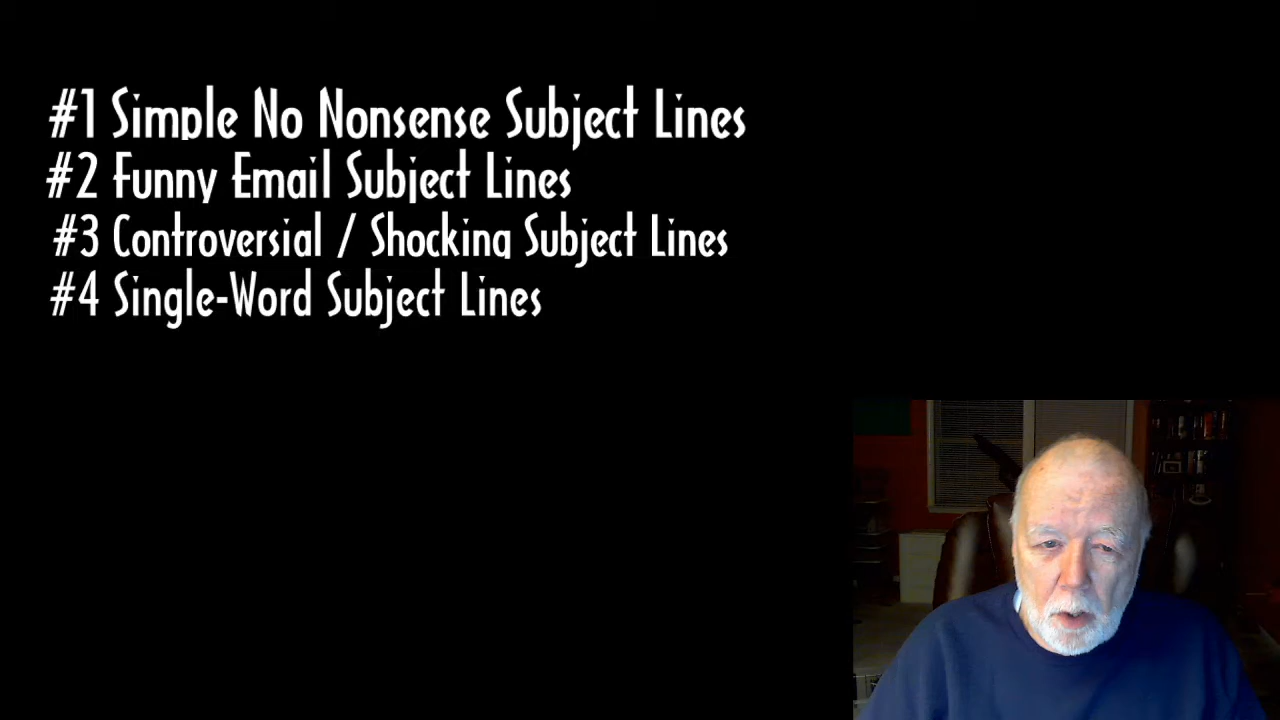 #1 Simple No Nonsense Subject Lines
#2 Funny Email Subject Lines
#3 Controversial / Shocking Subject Lines
#4 Single-Word Subject Lines